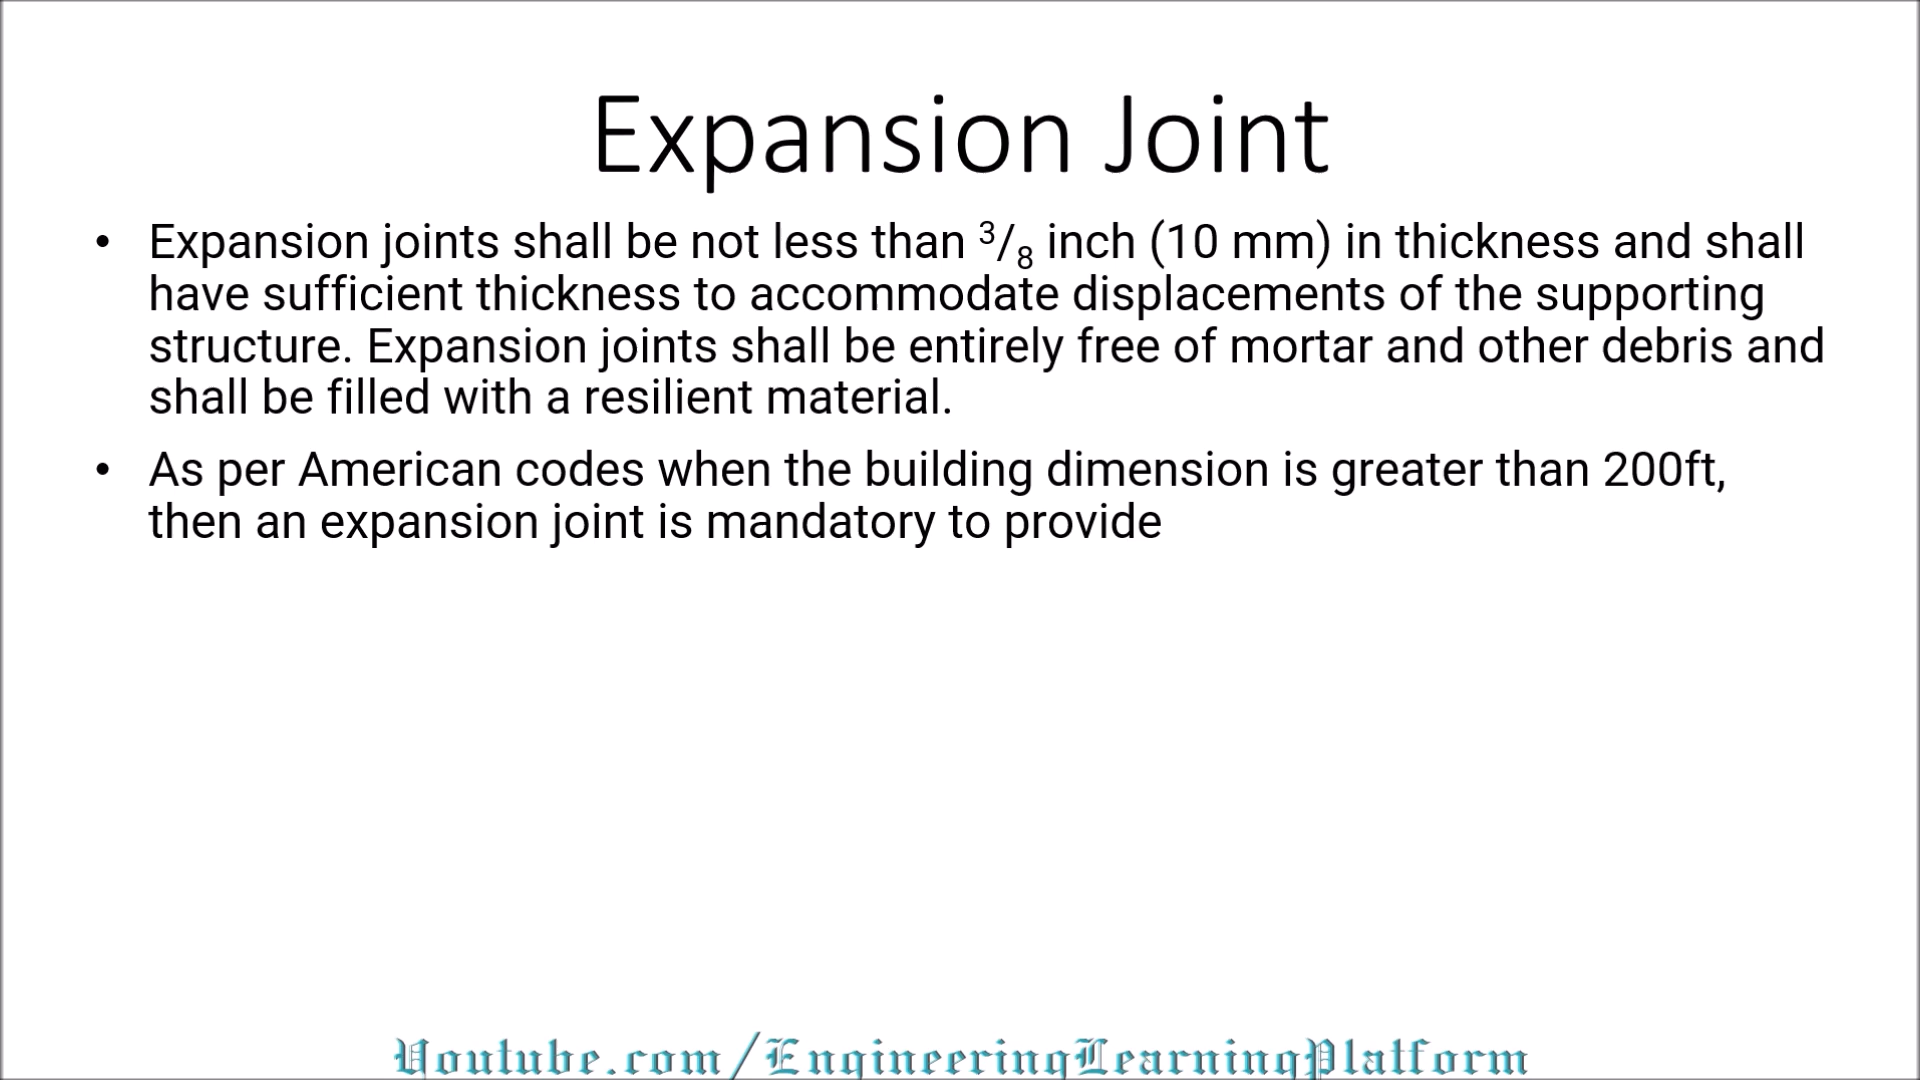 Expansion Joint
• Expansion joints shall be not less than 3/8 inch (10 mm) in thickness and shall
have sufficient thickness to accommodate displacements of the supporting
structure. Expansion joints shall be entirely free of mortar and other debris and
shall be filled with a resilient material.
• As per American codes when the building dimension is greater than 200ft,
then an expansion joint is mandatory to provide
Youtube.com/EngineeringLearningPlatform